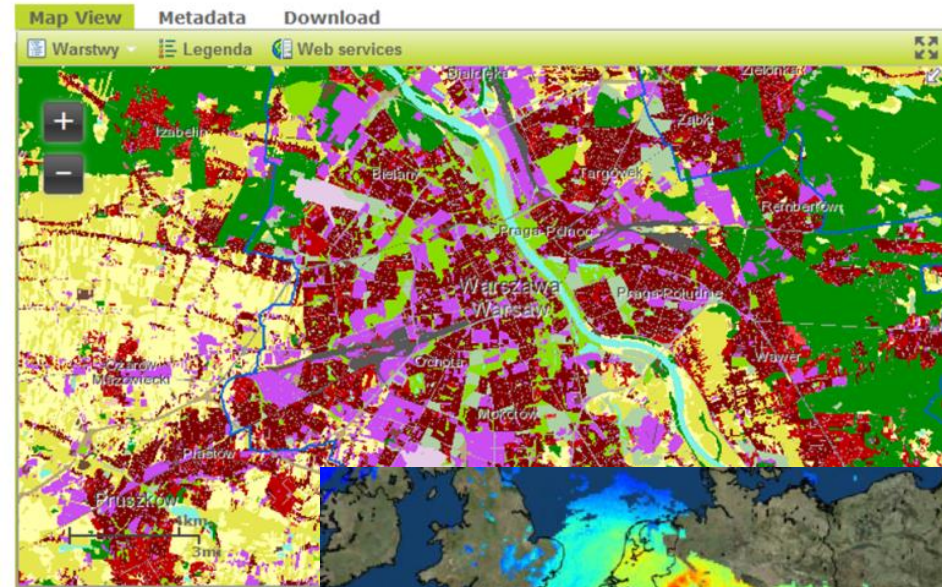 Map View Metadata Download
Warstwy Legenda Web services
Białołęka
Zielonka
Izabelin
Ząbki
Bielany
Targówek
Rembertów
Praga-Północ
Warszawa
Warsaw
Praga-Południe
Wawer
Ożarów
Mazowiecki
Ochota
Mokotów
Piastów
Pruszków
4km
3mi